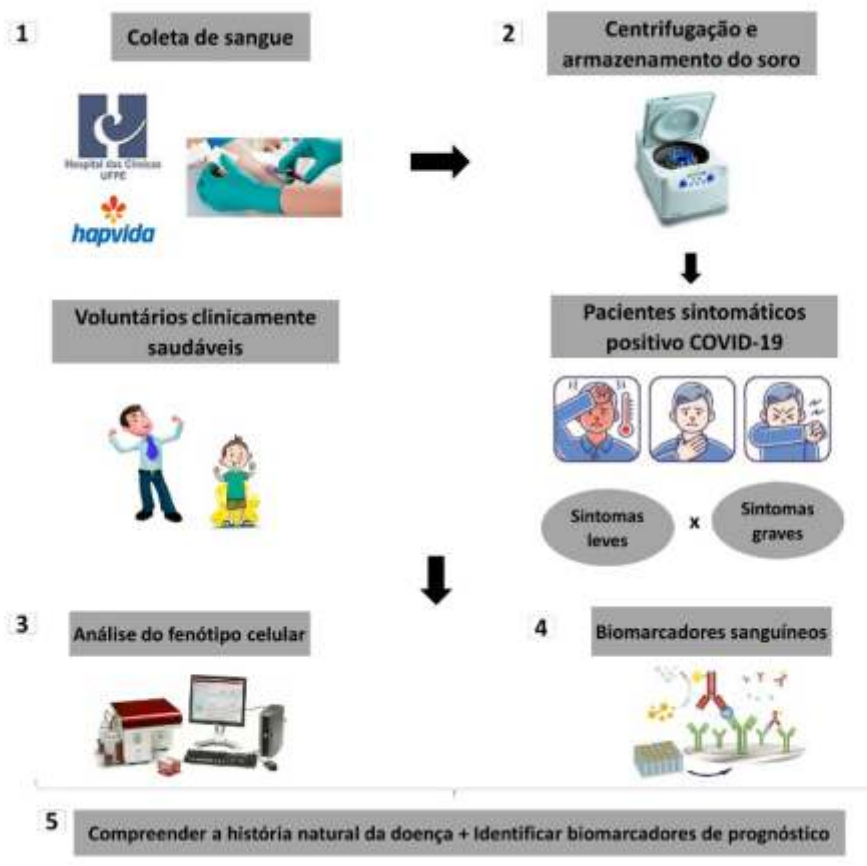 1
Coleta de sangue
2
Centrifugação e
armazenamento do soro
Hospital das Clínicas
UFPE
hapvida
Voluntários clinicamente
saudáveis
Pacientes sintomáticos
positivo COVID-19
Sintomas
leves
x
Sintomas
graves
3
Análise do fenótipo celular
4
Biomarcadores sanguíneos
5
Compreender a história natural da doença + Identificar biomarcadores de prognóstico